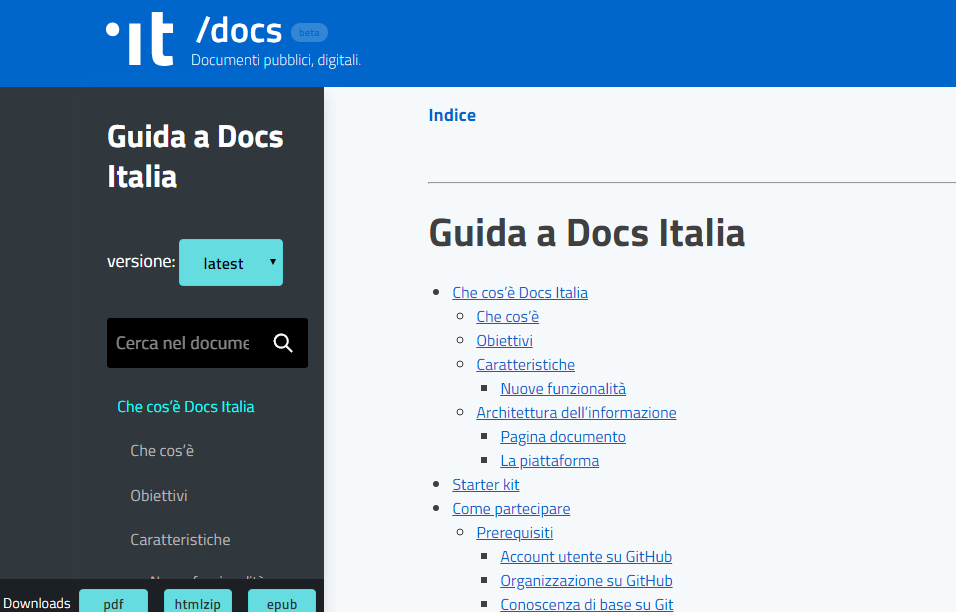 it /docs beta
Documenti pubblici, digitali.
Guida a Docs
Italia
versione: latest
Cerca nel docume
Che cos’è Docs Italia
Che cos’è
Obiettivi
Caratteristiche
Nuove funzionalità
Downloads pdf htmlzip epub
Indice
Guida a Docs Italia
Che cos’è Docs Italia
Che cos’è
Obiettivi
Caratteristiche
Nuove funzionalità
Architettura dell’informazione
Pagina documento
La piattaforma
Starter kit
Come partecipare
Prerequisiti
Account utente su GitHub
Organizzazione su GitHub
Conoscenza di base su Git